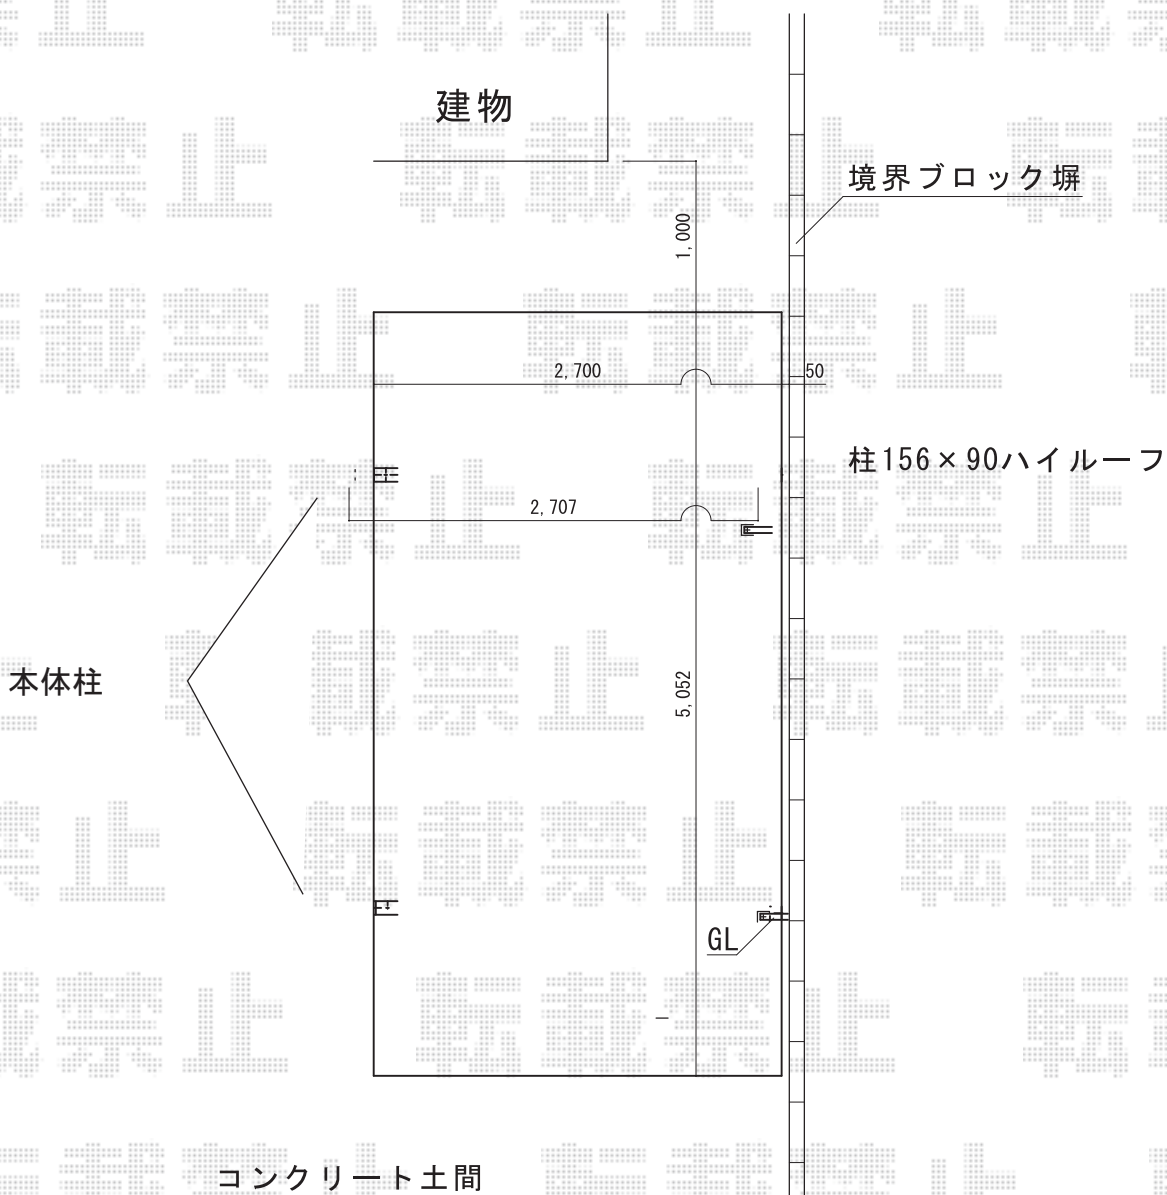 建物
境界ブロック塀
1,000
2,700
50
柱156×90ハイルーフ
2,707
本体柱
5,052
GL
コンクリート土間
転載禁止